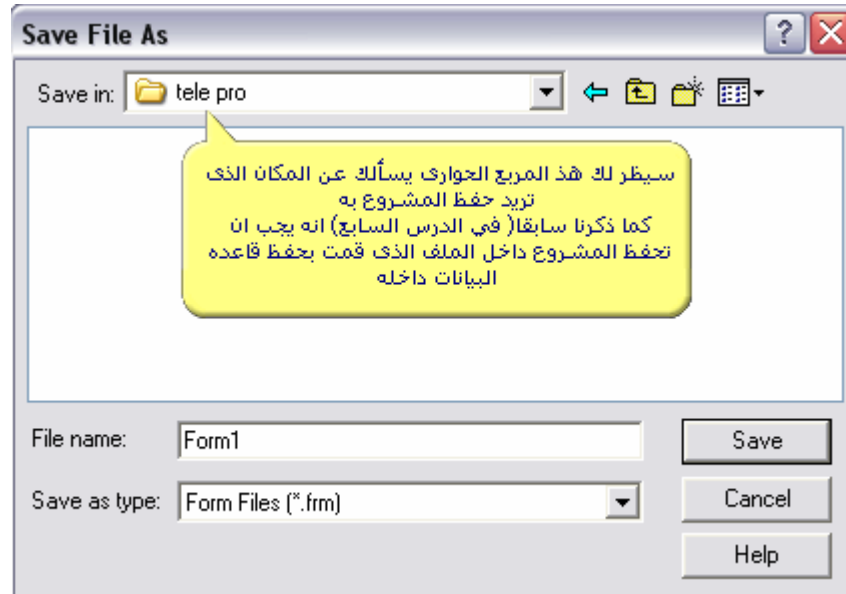 Save File As
Save in: tele pro
سيظر لك هذ المربع الحوارى يسألك عن المكان الذى
تريد حفظ المشروع به
كما ذكرنا سابقا( في الدرس السابع) انه يجب ان
تحفظ المشروع داخل الملف الذى قمت بحفظ قاعده
البيانات داخله
File name: Form1 Save
Save as type: Form Files (*.frm) Cancel
Help